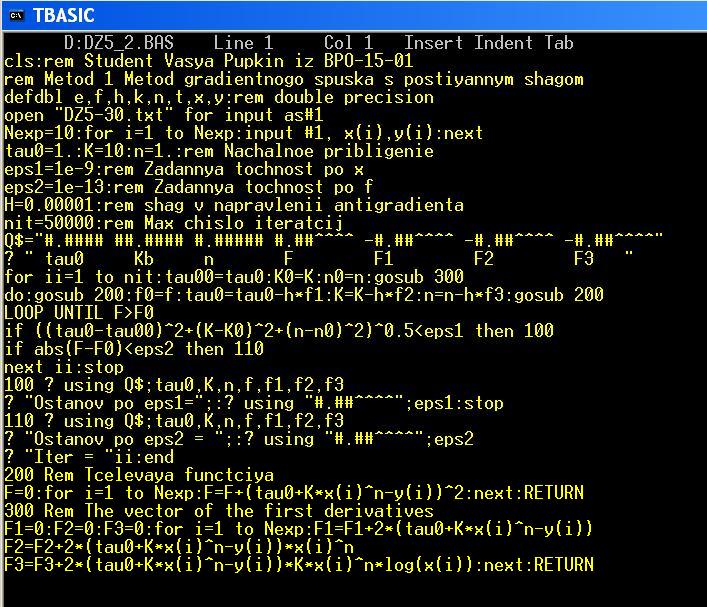 TBASIC
D:DZ5_2.BAS Line 1 Col 1 Insert Indent Tab
cls:rem Student Vasya Pupkin iz BPO-15-01
rem Metod 1 Metod gradientnogo spuska s postiyannym shagom
defdbl e,f,h,k,n,t,x,y:rem double precision
open "DZ5-30.txt" for input as#1
Nexp=10:for i=1 to Nexp:input #1, x(i),y(i):next
tau0=1.:K=10:n=1.:rem Nachalnoe pribligenie
eps1=1e-9:rem Zadannya tochnost po x
eps2=1e-13:rem Zadannya tochnost po f
H=0.00001:rem shag v napravlenii antigradienta
nit=50000:rem Max chislo iteratcij
Q$="#.#### ##.#### #.##### #.##^^^^ -#.##^^^^ -#.##^^^^ -#.##^^^^"
? " tau0 Kb n F F1 F2 F3 "
for ii=1 to nit:tau00=tau0:K0=K:n0=n:gosub 300
do:gosub 200:f0=f:tau0=tau0-h*f1:K=K-h*f2:n=n-h*f3:gosub 200
LOOP UNTIL F>F0
if ((tau0-tau00)^2+(K-K0)^2+(n-n0)^2)^0.5<eps1 then 100
if abs(F-F0)<eps2 then 110
next ii:stop
100 ? using Q$;tau0,K,n,f,f1,f2,f3
? "Ostanov po eps1=";:? using "#.##^^^^";eps1:stop
110 ? using Q$;tau0,K,n,f,f1,f2,f3
? "Ostanov po eps2 = ";:? using "#.##^^^^";eps2
? "Iter = "ii:end
200 Rem Tcelevaya functciya
F=0:for i=1 to Nexp:F=F+(tau0+K*x(i)^n-y(i))^2:next:RETURN
300 Rem The vector of the first derivatives
F1=0:F2=0:F3=0:for i=1 to Nexp:F1=F1+2*(tau0+K*x(i)^n-y(i))
F2=F2+2*(tau0+K*x(i)^n-y(i))*x(i)^n
F3=F3+2*(tau0+K*x(i)^n-y(i))*K*x(i)^n*log(x(i)):next:RETURN